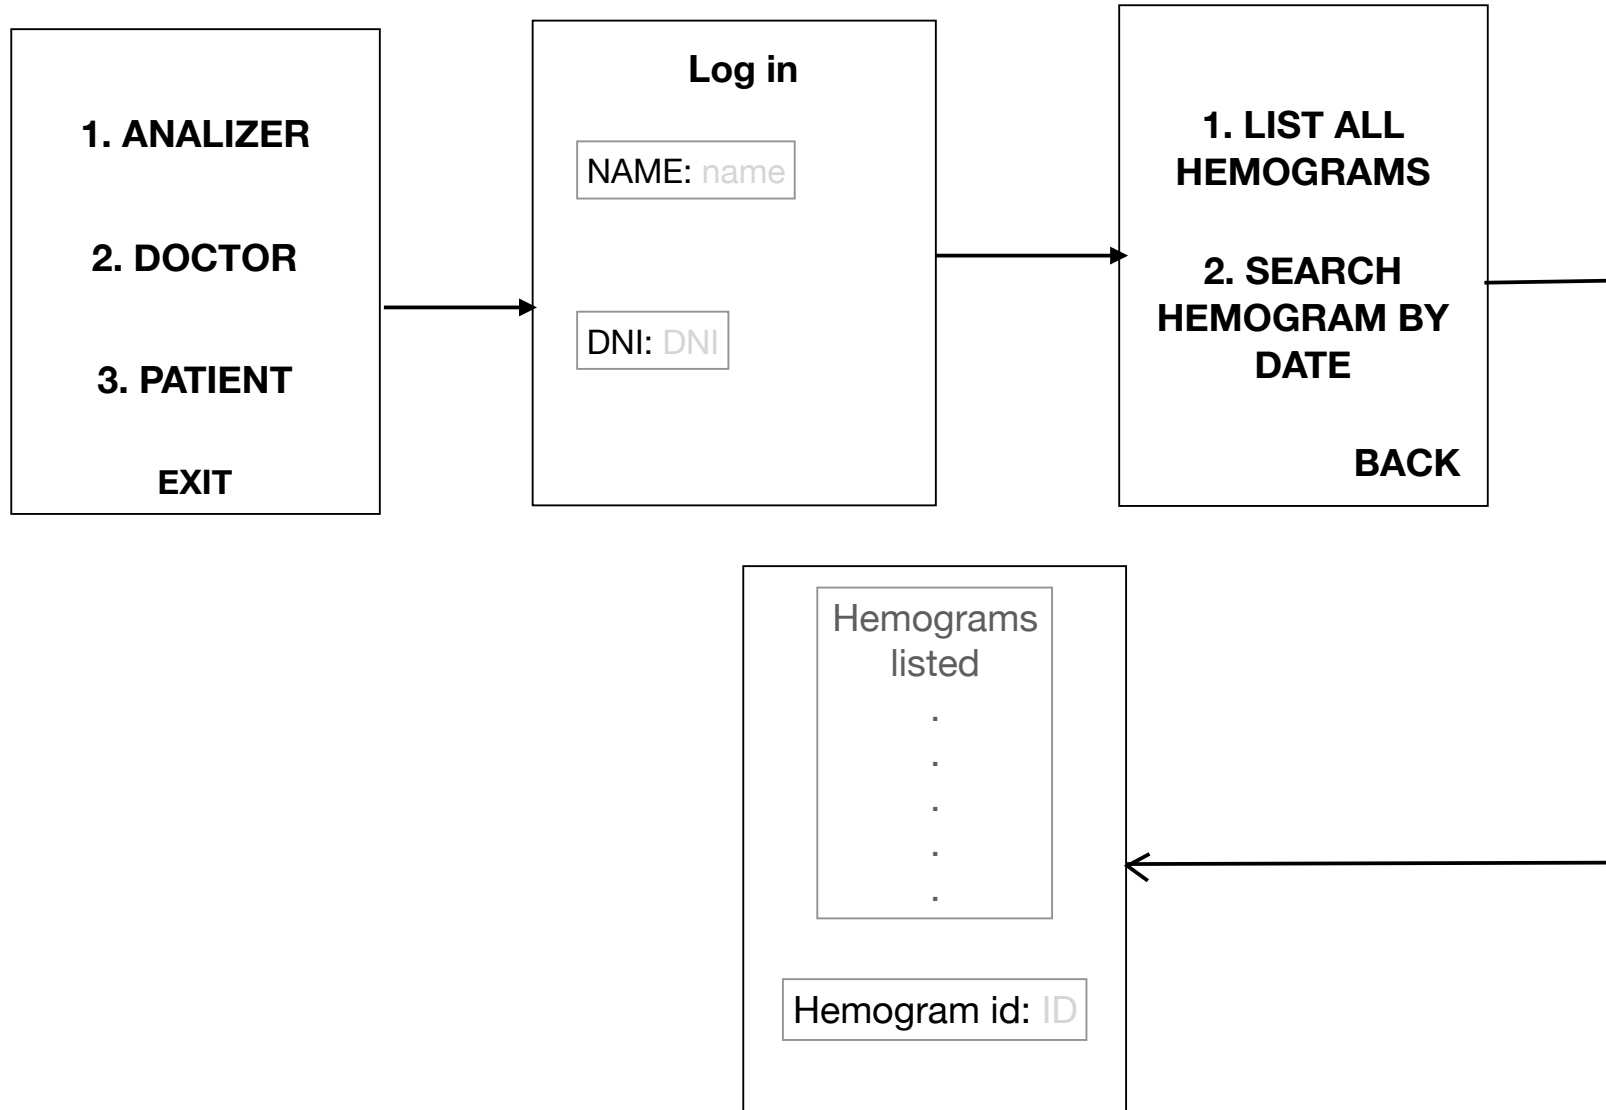 1. ANALIZER
2. DOCTOR
3. PATIENT
EXIT
Log in
NAME: name
DNI: DNI
1. LIST ALL
HEMOGRAMS
2. SEARCH
HEMOGRAM BY
DATE
BACK
Hemograms
listed
.
.
.
.
.
Hemogram id: ID